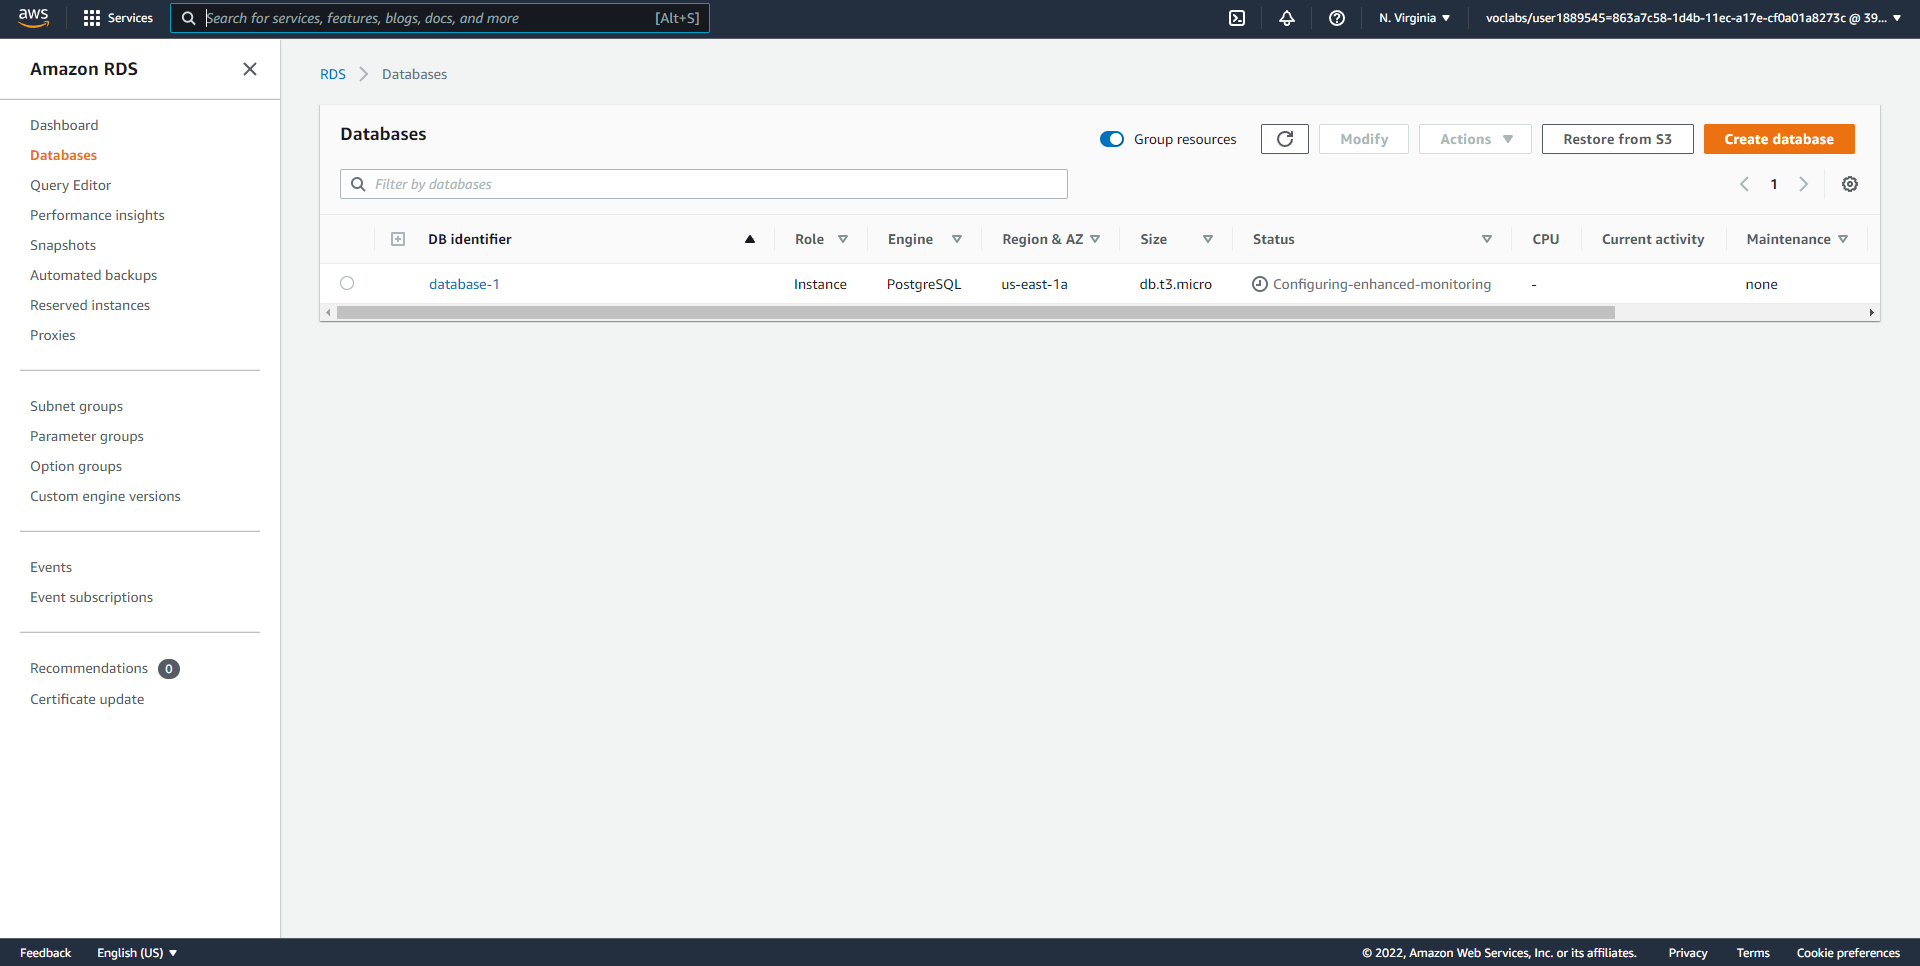 aws Services Search for services, features, blogs, docs, and more [Alt+S] N. Virginia voclabs/user1889545=863a7c58-1d4b-11ec-a17e-cf0a01a8273c @ 39...
Amazon RDS
Dashboard
Databases
Query Editor
Performance insights
Snapshots
Automated backups
Reserved instances
Proxies
Subnet groups
Parameter groups
Option groups
Custom engine versions
Events
Event subscriptions
Recommendations 0
Certificate update
RDS Databases
Databases
Group resources Modify Actions Restore from S3 Create database
Filter by databases
1
DB identifier Role Engine Region & AZ Size Status CPU Current activity Maintenance
database-1 Instance PostgreSQL us-east-1a db.t3.micro Configuring-enhanced-monitoring - none
Feedback English (US) © 2022, Amazon Web Services, Inc. or its affiliates. Privacy Terms Cookie preferences